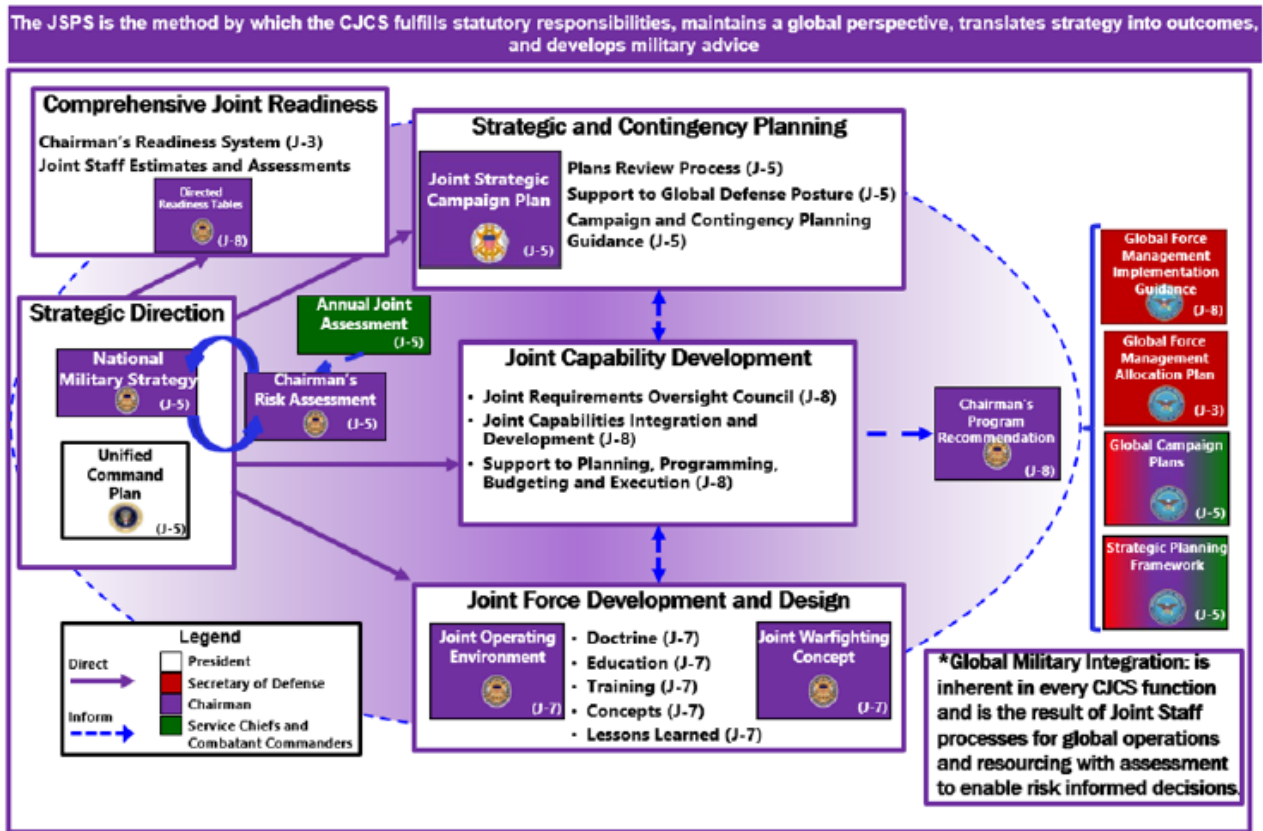 The JSPS is the method by which the CJCS fulfills statutory responsibilities, maintains a global perspective, translates strategy into outcomes,
and develops military advice
Comprehensive Joint Readiness
Chairman's Readiness System (J-3)
Joint Staff Estimates and Assessments
Directed
Readiness Tables
(J-8)
Strategic and Contingency Planning
Joint Strategic
Campaign Plan
(J-5)
Plans Review Process (J-5)
Support to Global Defense Posture (J-5)
Campaign and Contingency Planning
Guidance (J-5)
Strategic Direction
National
Military Strategy
(J-5)
Unified
Command
Plan
(J-5)
Annual Joint
Assessment
(J-5)
Chairman's
Risk Assessment
(J-5)
Joint Capability Development
• Joint Requirements Oversight Council (J-8)
• Joint Capabilities Integration and
Development (J-8)
• Support to Planning, Programming,
Budgeting and Execution (J-8)
Chairman's
Program
Recommendation
(J-8)
Global Force
Management
Implementation
Guidance
(J-8)
Global Force
Management
Allocation Plan
(J-3)
Global Campaign
Plans
(J-5)
Strategic Planning
Framework
(J-5)
Joint Force Development and Design
Joint Operating
Environment
(J-7)
• Doctrine (J-7)
• Education (J-7)
• Training (J-7)
• Concepts (J-7)
• Lessons Learned (J-7)
Joint Warfighting
Concept
(J-7)
Legend
Direct
Inform
President
Secretary of Defense
Chairman
Service Chiefs and
Combatant Commanders
*Global Military Integration: is
inherent in every CJCS function
and is the result of Joint Staff
processes for global operations
and resourcing with assessment
to enable risk informed decisions.